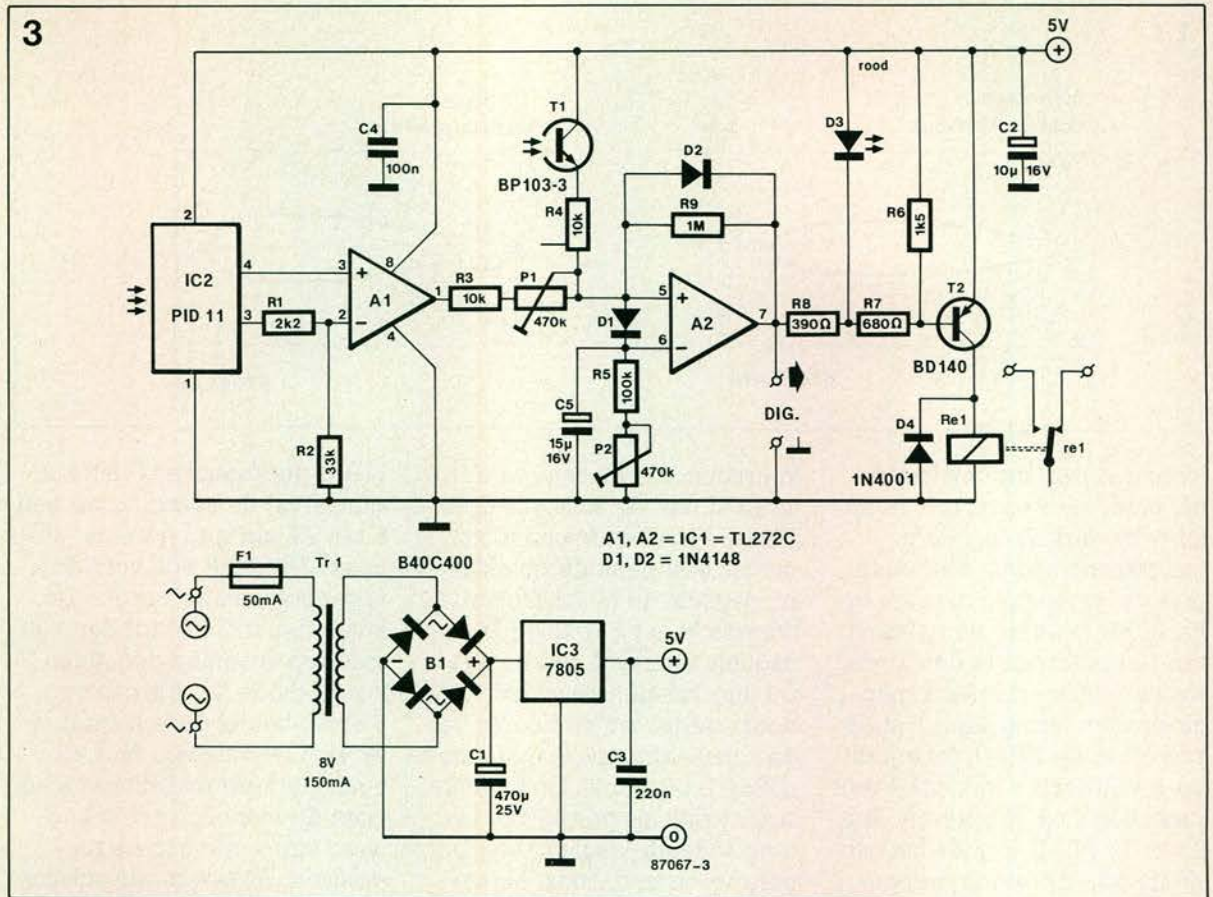 3
5V
+
rood
T1
D3
C4
100n
C2
10µ 16V
D2
BP103-3
2
R4
10k
R9
1M
R6
1k5
4
3
8
IC2
PID 11
+
A1
1
R3
10k
P1
470k
5
+
A2
7
R8
390Ω
R7
680Ω
T2
3
R1
2k2
2
−
4
D1
6
−
BD140
1
R5
100k
C5
15µ
16V
DIG.
R2
33k
P2
470k
D4
Re1
re1
1N4001
A1, A2 = IC1 = TL272C
D1, D2 = 1N4148
F1
50mA
Tr1
B40C400
∼
∼
B1
−
+
∼
∼
IC3
7805
5V
+
8V
150mA
C1
470µ
25V
C3
220n
0
87067-3